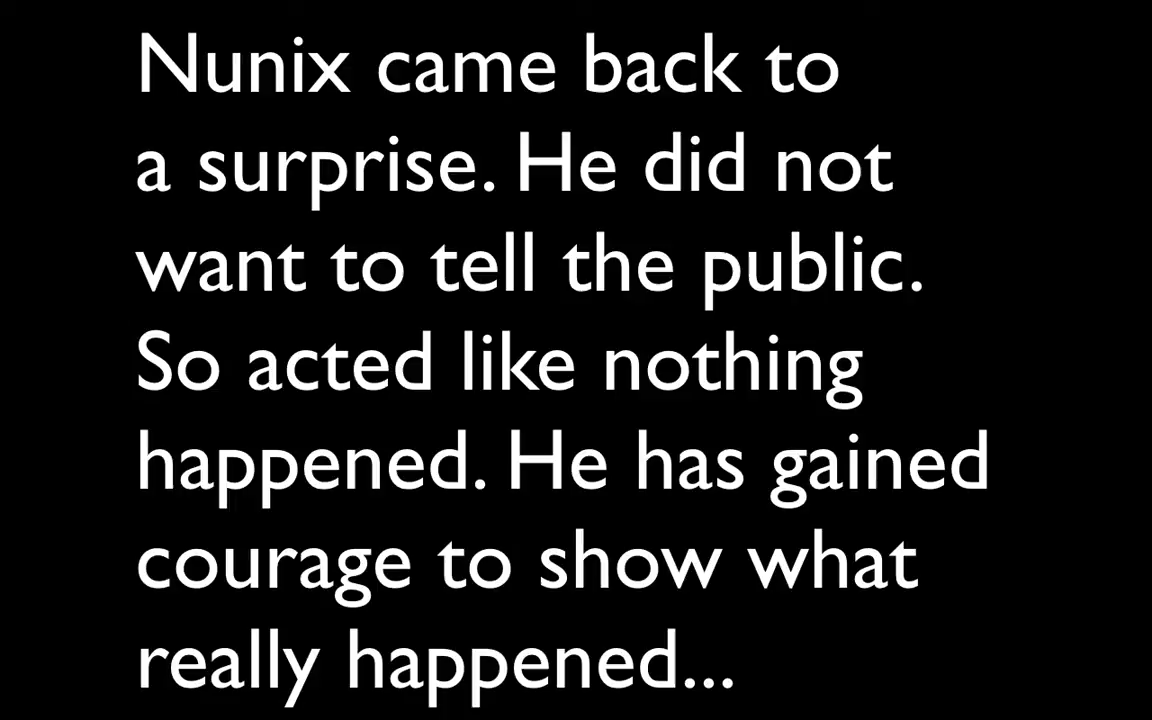 Nunix came back to
a surprise. He did not
want to tell the public.
So acted like nothing
happened. He has gained
courage to show what
really happened...